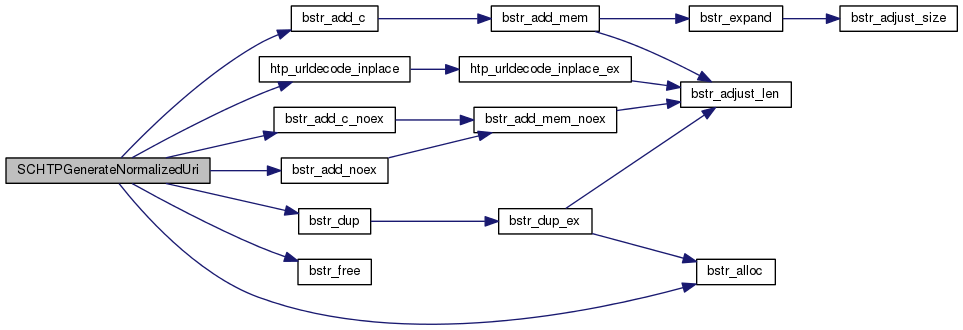 bstr_add_c
bstr_add_mem
bstr_expand
bstr_adjust_size
htp_urldecode_inplace
htp_urldecode_inplace_ex
bstr_adjust_len
bstr_add_c_noex
bstr_add_mem_noex
SCHTPGenerateNormalizedUri
bstr_add_noex
bstr_dup
bstr_dup_ex
bstr_free
bstr_alloc